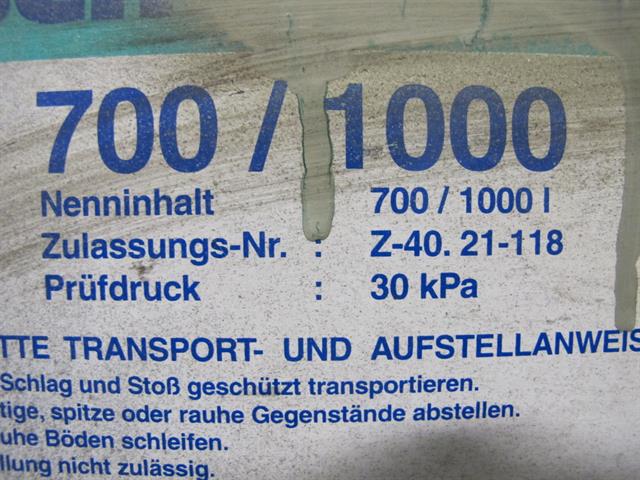 700 / 1000
Nenninhalt 700 / 1000 l
Zulassungs-Nr. : Z-40. 21-118
Prüfdruck : 30 kPa
TTE TRANSPORT- UND AUFSTELLANWEIS
Schlag und Stoß geschützt transportieren.
tige, spitze oder rauhe Gegenstände abstellen.
uhe Böden schleifen.
llung nicht zulässig.